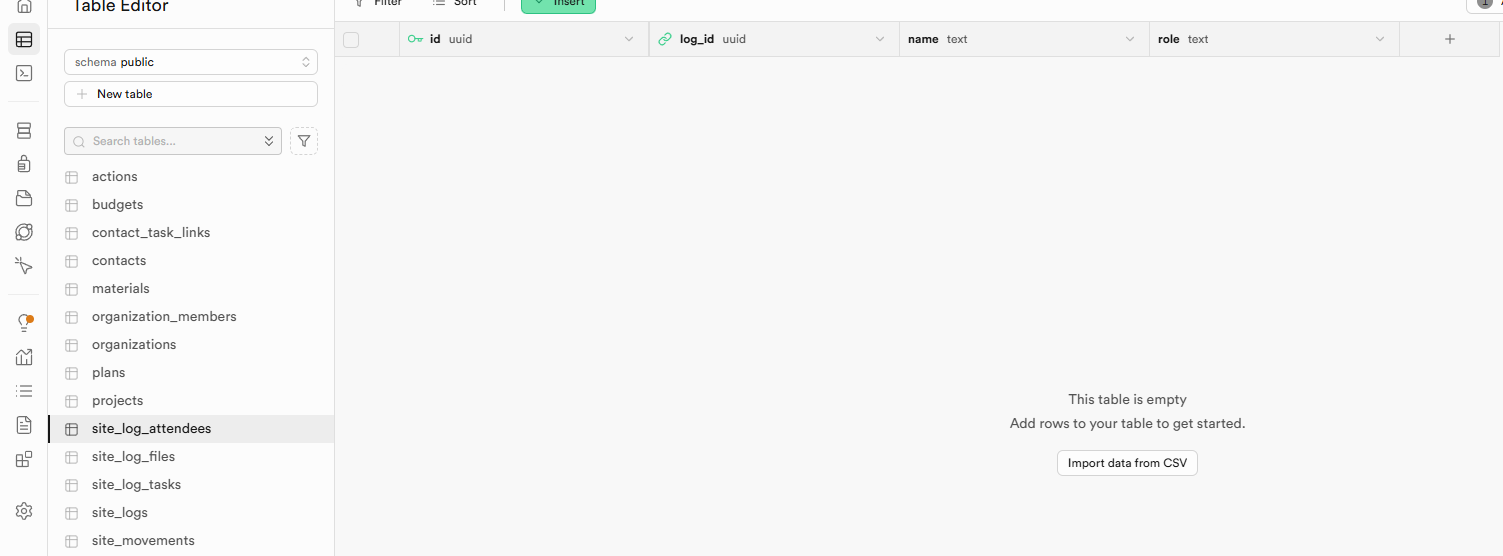 Table Editor
Filter Sort Insert
schema public
New table
Search tables...
actions
budgets
contact_task_links
contacts
materials
organization_members
organizations
plans
projects
site_log_attendees
site_log_files
site_log_tasks
site_logs
site_movements
id uuid log_id uuid name text role text
This table is empty
Add rows to your table to get started.
Import data from CSV